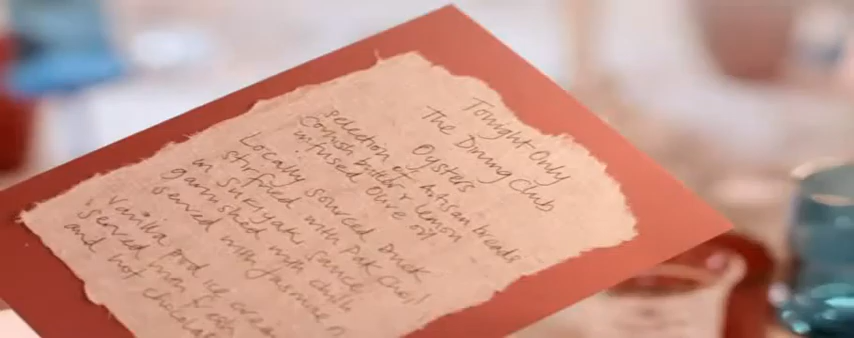 Tonight Only
The Dining Club
Oysters
Selection of Artisan breads
Cornish butter & lemon
infused olive oil
Locally sourced Duck
stirfried with Pak Choi
in Sukiyaki sauce
garnished with chilli
served with Jasmine
Vanilla pod ice cream
served
and hot